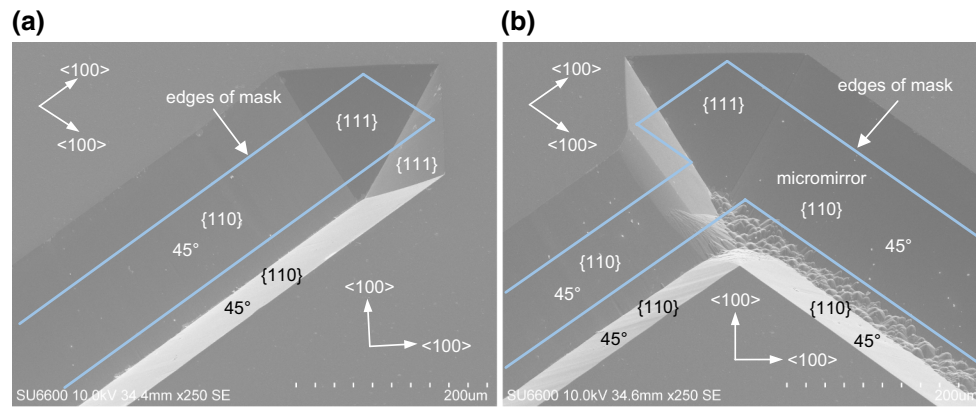 (a)
<100>
edges of mask
<100>
{111}
{111}
{110}
45°
{110}
45°
<100>
<100>
SU6600 10.0kV 34.4mm x250 SE
200um
(b)
<100>
edges of mask
{111}
<100>
micromirror
{110}
{110}
45°
45°
<100>
{110}
{110}
45°
45°
<100>
SU6600 10.0kV 34.6mm x250 SE
200um